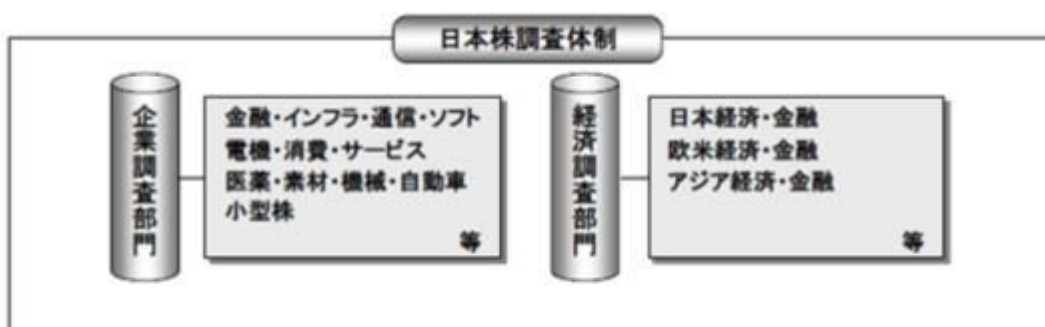 日本株調査体制
企業調査部門
金融・インフラ・通信・ソフト
電機・消費・サービス
医薬・素材・機械・自動車
小型株
等
経済調査部門
日本経済・金融
欧米経済・金融
アジア経済・金融
等